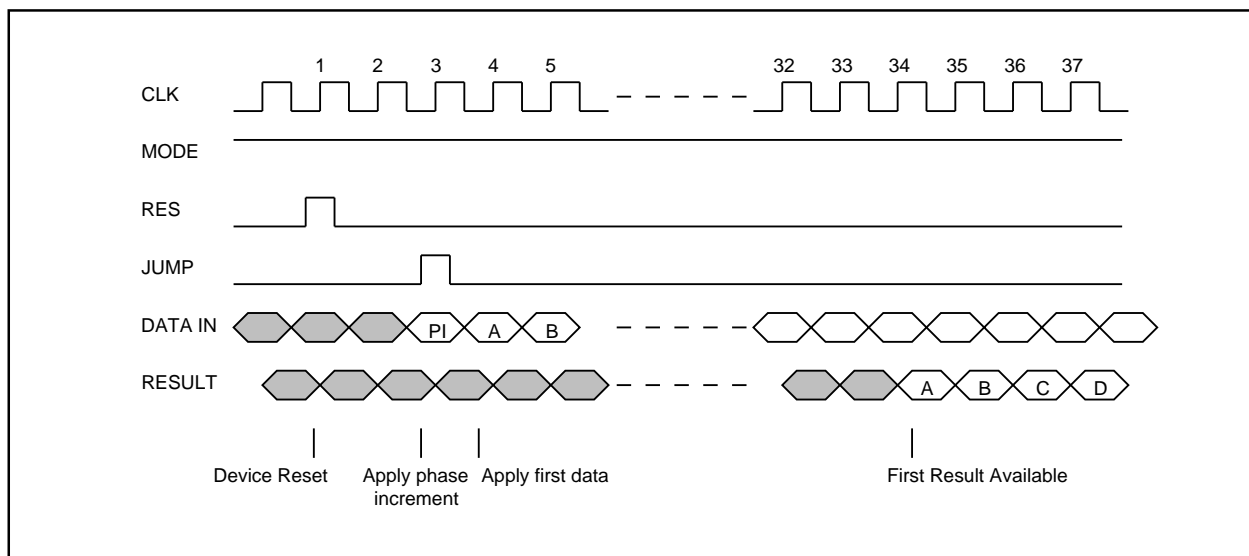 1 2 3 4 5 32 33 34 35 36 37
CLK
MODE
RES
JUMP
DATA IN PI A B
RESULT A B C D
Device Reset
Apply phase
increment
Apply first data
First Result Available